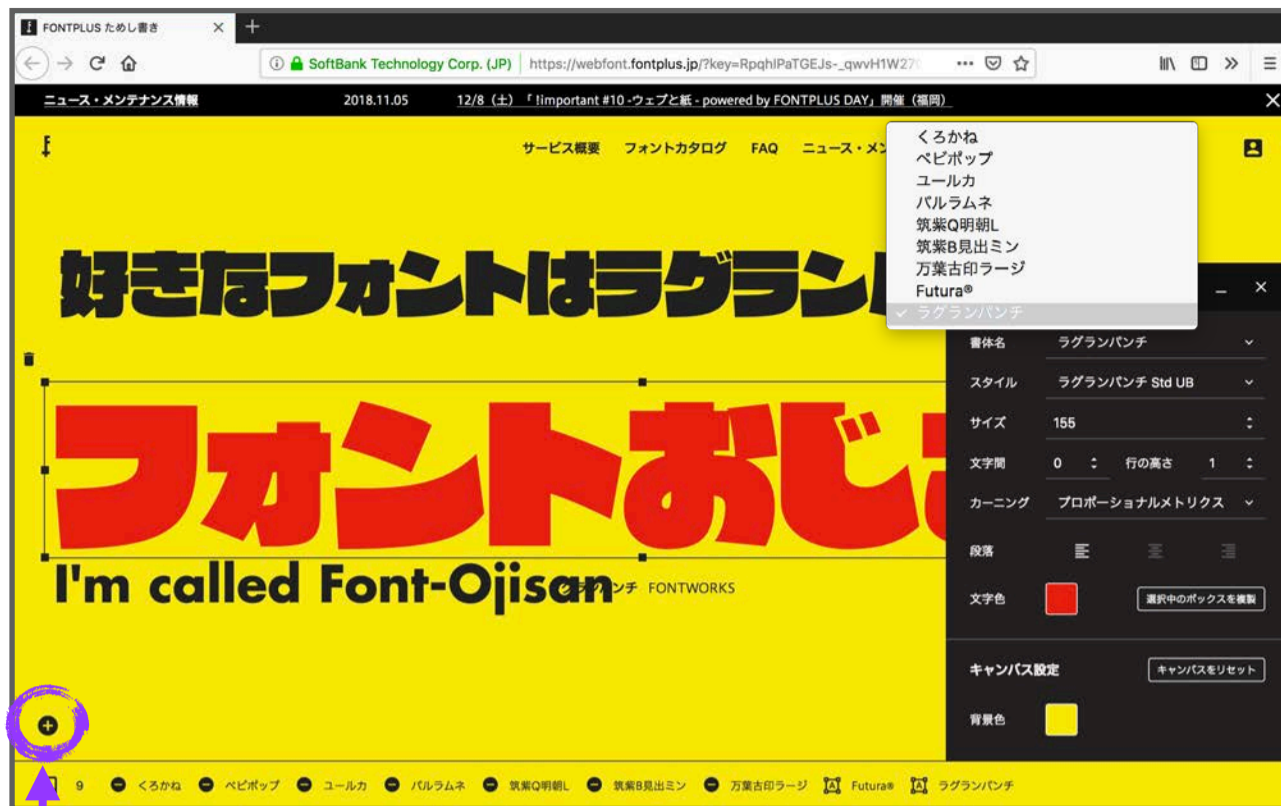 FONTPLUS ためし書き
SoftBank Technology Corp. (JP) https://webfont.fontplus.jp/?key=RpqhlPaTGEJs-_qwvH1W27
ニュース・メンテナンス情報 2018.11.05 12/8（土）「 !important #10 -ウェブと紙 - powered by FONTPLUS DAY」開催（福岡）
サービス概要 フォントカタログ FAQ ニュース・メン
くろかね
ベビポップ
ユールカ
パルラムネ
筑紫Q明朝L
筑紫B見出ミン
万葉古印ラージ
Futura®
✓ ラグランパンチ
好きなフォントはラグランパ
フォントおじさ
I'm called Font-Ojisan
ラグランパンチ FONTWORKS
書体名 ラグランパンチ
スタイル ラグランパンチ Std UB
サイズ 155
文字間 0 行の高さ 1
カーニング プロポーショナルメトリクス
段落
文字色 選択中のボックスを複製
キャンバス設定 キャンバスをリセット
背景色
9 くろかね ベビポップ ユールカ パルラムネ 筑紫Q明朝L 筑紫B見出ミン 万葉古印ラージ Futura® ラグランパンチ